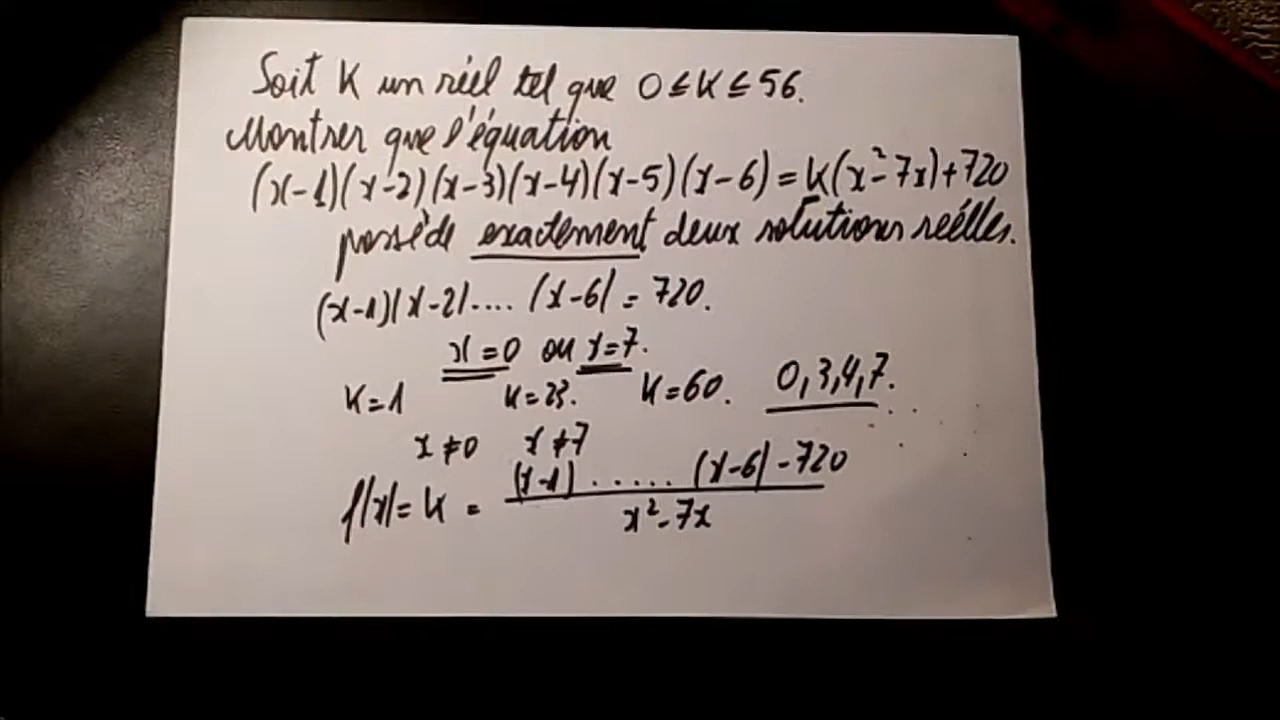 Soit K un réel tel que 0 ≤ K ≤ 56.
Montrer que l'équation
(x-1)(x-2)(x-3)(x-4)(x-5)(x-6) = k(x²-7x)+720
possède exactement deux solutions reélles.
(x-1)(x-2).... (x-6) = 720.
x=0 ou x=7.
K=1 K=23. K=60. 0,3,4,7.
x≠0 x≠7
f(x)=K = (x-1)......(x-6)-720
x²-7x